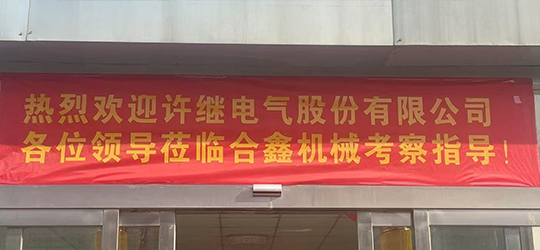 热烈欢迎许继电气股份有限公司
各位领导莅临合鑫机械考察指导！